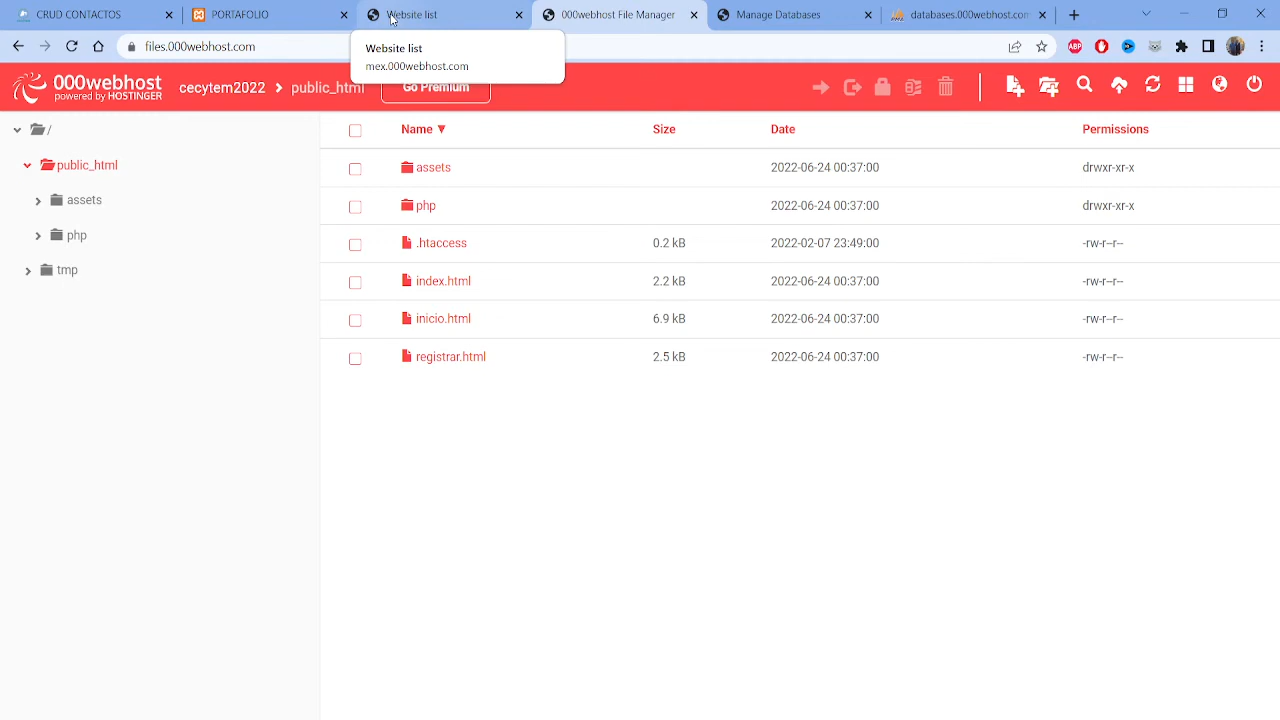 CRUD CONTACTOS
PORTAFOLIO
Website list
000webhost File Manager
Manage Databases
databases.000webhost.com
files.000webhost.com
ABP
Website list
mex.000webhost.com
000webhost
powered by HOSTINGER
cecytem2022
public_html
Go Premium
/
public_html
assets
php
tmp
Name Size Date Permissions
assets 2022-06-24 00:37:00 drwxr-xr-x
php 2022-06-24 00:37:00 drwxr-xr-x
.htaccess 0.2 kB 2022-02-07 23:49:00 -rw-r--r--
index.html 2.2 kB 2022-06-24 00:37:00 -rw-r--r--
inicio.html 6.9 kB 2022-06-24 00:37:00 -rw-r--r--
registrar.html 2.5 kB 2022-06-24 00:37:00 -rw-r--r--